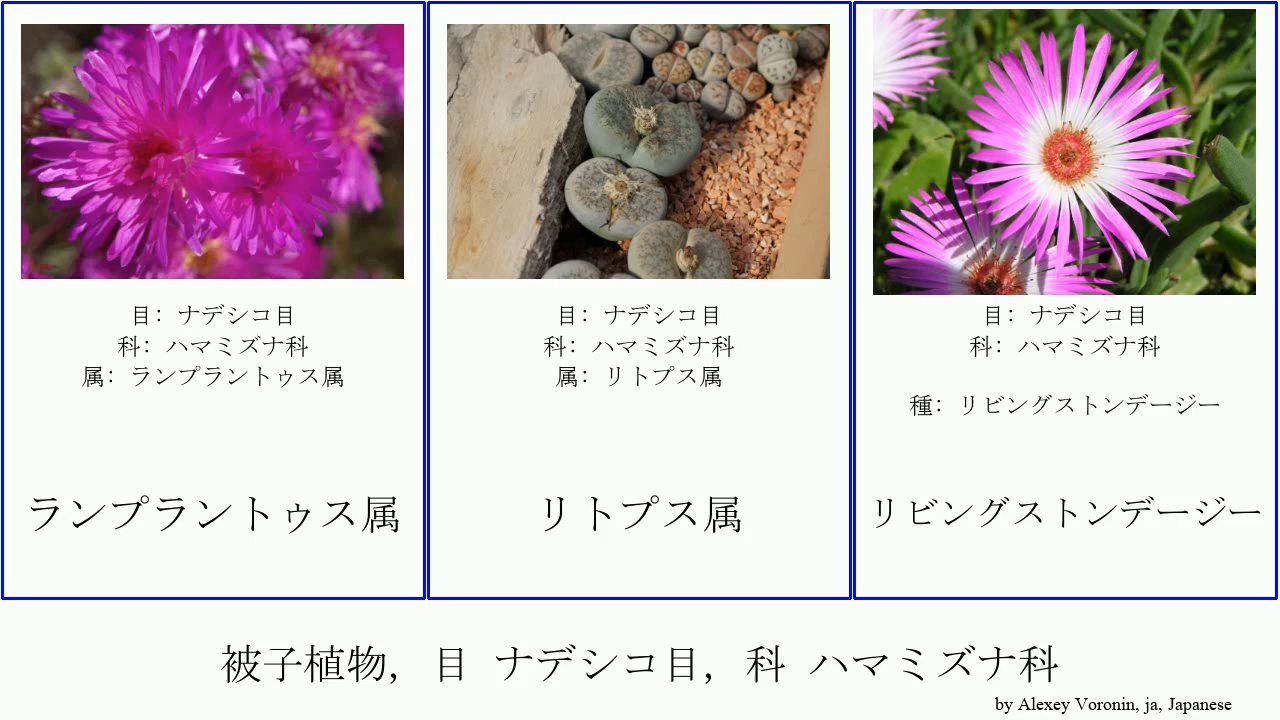 目: ナデシコ目
科: ハマミズナ科
属: ランプラントゥス属
ランプラントゥス属
目: ナデシコ目
科: ハマミズナ科
属: リトプス属
リトプス属
目: ナデシコ目
科: ハマミズナ科
種: リビングストンデージー
リビングストンデージー
被子植物, 目 ナデシコ目, 科 ハマミズナ科
by Alexey Voronin, ja, Japanese